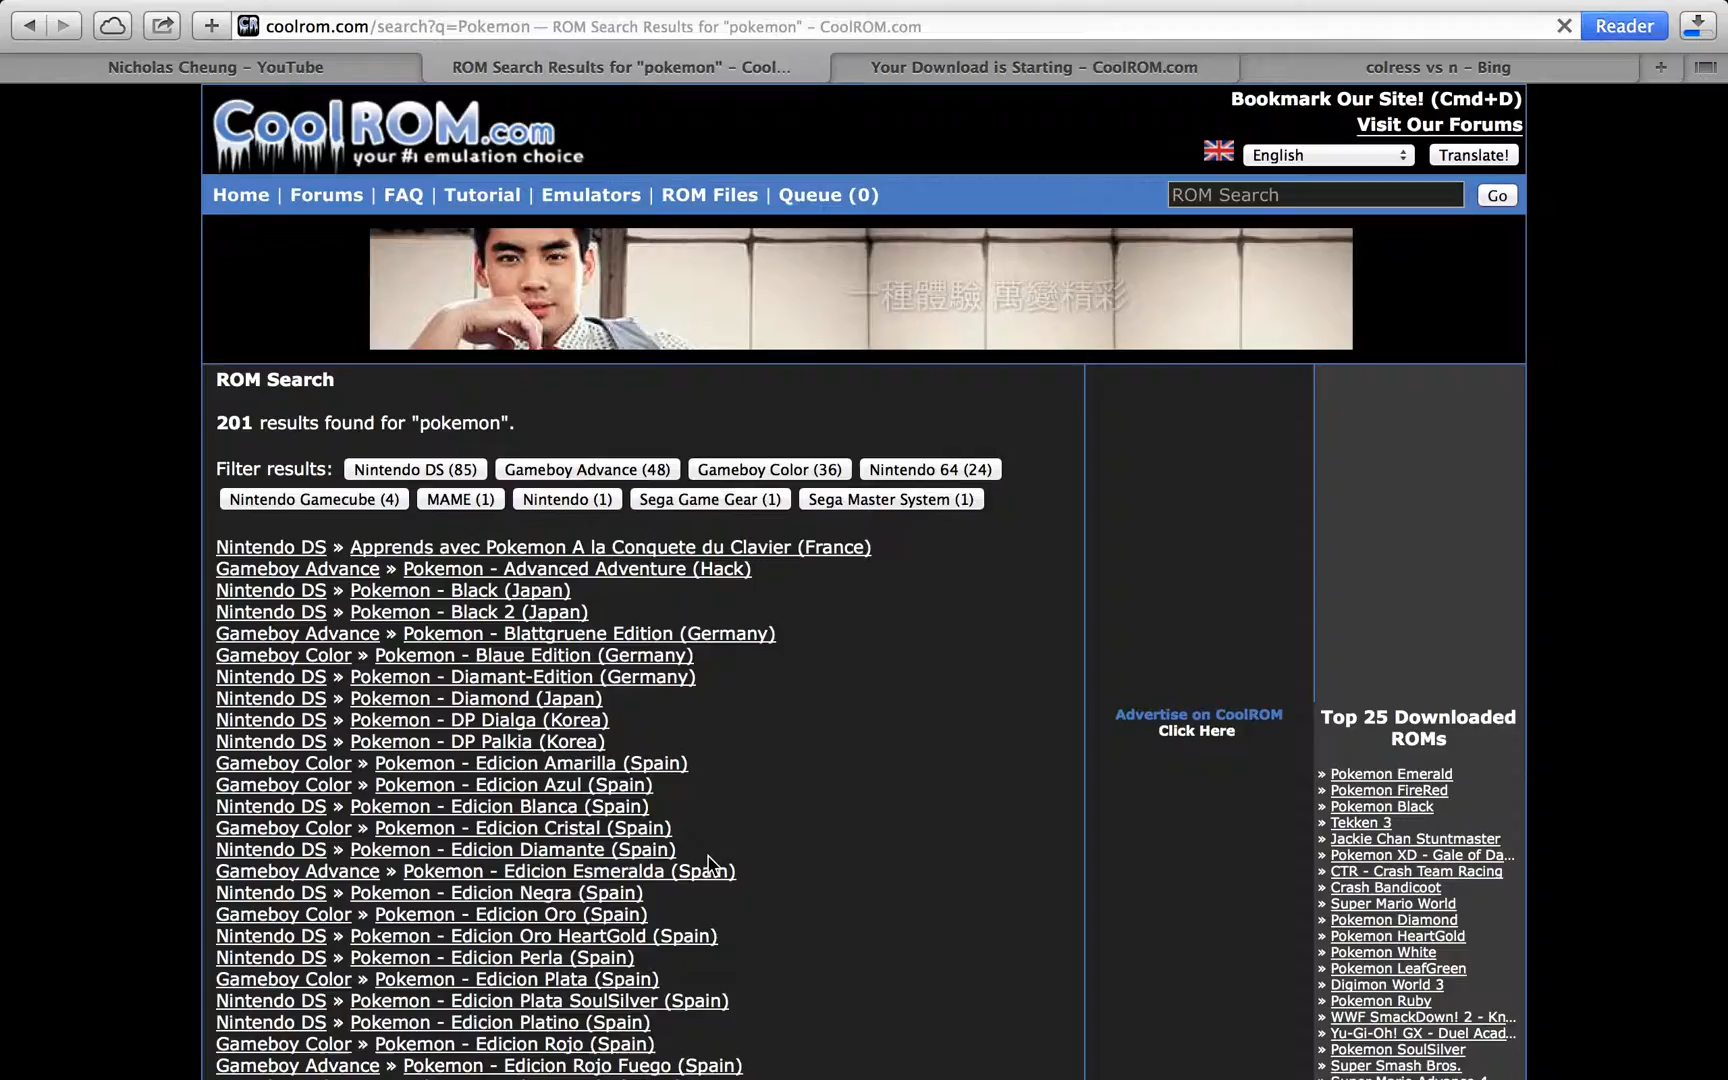 coolrom.com/search?q=Pokemon — ROM Search Results for "pokemon" – CoolROM.com
Reader
Nicholas Cheung – YouTube
ROM Search Results for "pokemon" – Cool...
Your Download is Starting – CoolROM.com
colress vs n – Bing
CoolROM.com
your #1 emulation choice
Bookmark Our Site! (Cmd+D)
Visit Our Forums
English
Translate!
Home | Forums | FAQ | Tutorial | Emulators | ROM Files | Queue (0)
ROM Search
Go
一種體驗 萬變精彩
ROM Search
201 results found for "pokemon".
Filter results: Nintendo DS (85) Gameboy Advance (48) Gameboy Color (36) Nintendo 64 (24)
Nintendo Gamecube (4) MAME (1) Nintendo (1) Sega Game Gear (1) Sega Master System (1)
Nintendo DS » Apprends avec Pokemon A la Conquete du Clavier (France)
Gameboy Advance » Pokemon - Advanced Adventure (Hack)
Nintendo DS » Pokemon - Black (Japan)
Nintendo DS » Pokemon - Black 2 (Japan)
Gameboy Advance » Pokemon - Blattgruene Edition (Germany)
Gameboy Color » Pokemon - Blaue Edition (Germany)
Nintendo DS » Pokemon - Diamant-Edition (Germany)
Nintendo DS » Pokemon - Diamond (Japan)
Nintendo DS » Pokemon - DP Dialga (Korea)
Nintendo DS » Pokemon - DP Palkia (Korea)
Gameboy Color » Pokemon - Edicion Amarilla (Spain)
Gameboy Color » Pokemon - Edicion Azul (Spain)
Nintendo DS » Pokemon - Edicion Blanca (Spain)
Gameboy Color » Pokemon - Edicion Cristal (Spain)
Nintendo DS » Pokemon - Edicion Diamante (Spain)
Gameboy Advance » Pokemon - Edicion Esmeralda (Spain)
Nintendo DS » Pokemon - Edicion Negra (Spain)
Gameboy Color » Pokemon - Edicion Oro (Spain)
Nintendo DS » Pokemon - Edicion Oro HeartGold (Spain)
Nintendo DS » Pokemon - Edicion Perla (Spain)
Gameboy Color » Pokemon - Edicion Plata (Spain)
Nintendo DS » Pokemon - Edicion Plata SoulSilver (Spain)
Nintendo DS » Pokemon - Edicion Platino (Spain)
Gameboy Color » Pokemon - Edicion Rojo (Spain)
Gameboy Advance » Pokemon - Edicion Rojo Fuego (Spain)
Advertise on CoolROM
Click Here
Top 25 Downloaded
ROMs
» Pokemon Emerald
» Pokemon FireRed
» Pokemon Black
» Tekken 3
» Jackie Chan Stuntmaster
» Pokemon XD - Gale of Da...
» CTR - Crash Team Racing
» Crash Bandicoot
» Super Mario World
» Pokemon Diamond
» Pokemon HeartGold
» Pokemon White
» Pokemon LeafGreen
» Digimon World 3
» Pokemon Ruby
» WWF SmackDown! 2 - Kn...
» Yu-Gi-Oh! GX - Duel Acad...
» Pokemon SoulSilver
» Super Smash Bros.